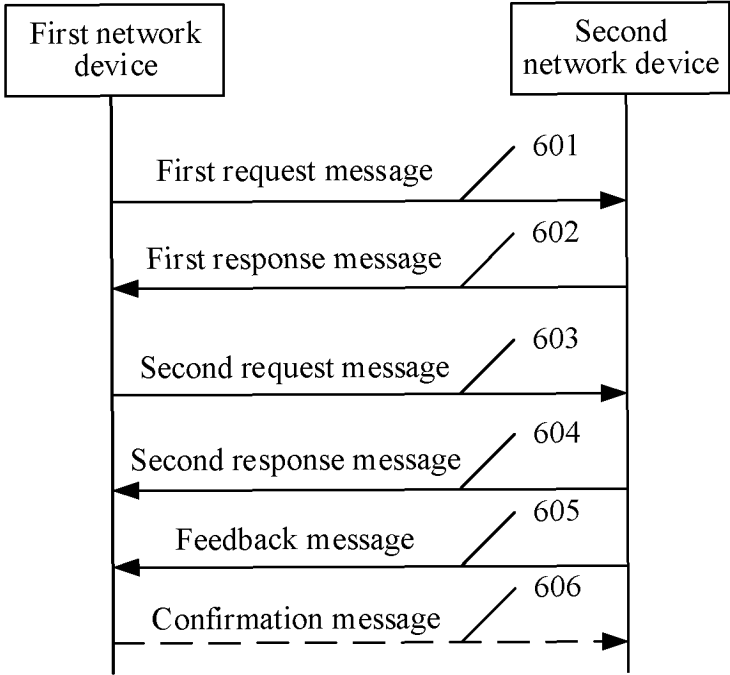 First network
device
Second
network device
601
First request message
602
First response message
603
Second request message
604
Second response message
605
Feedback message
606
Confirmation message